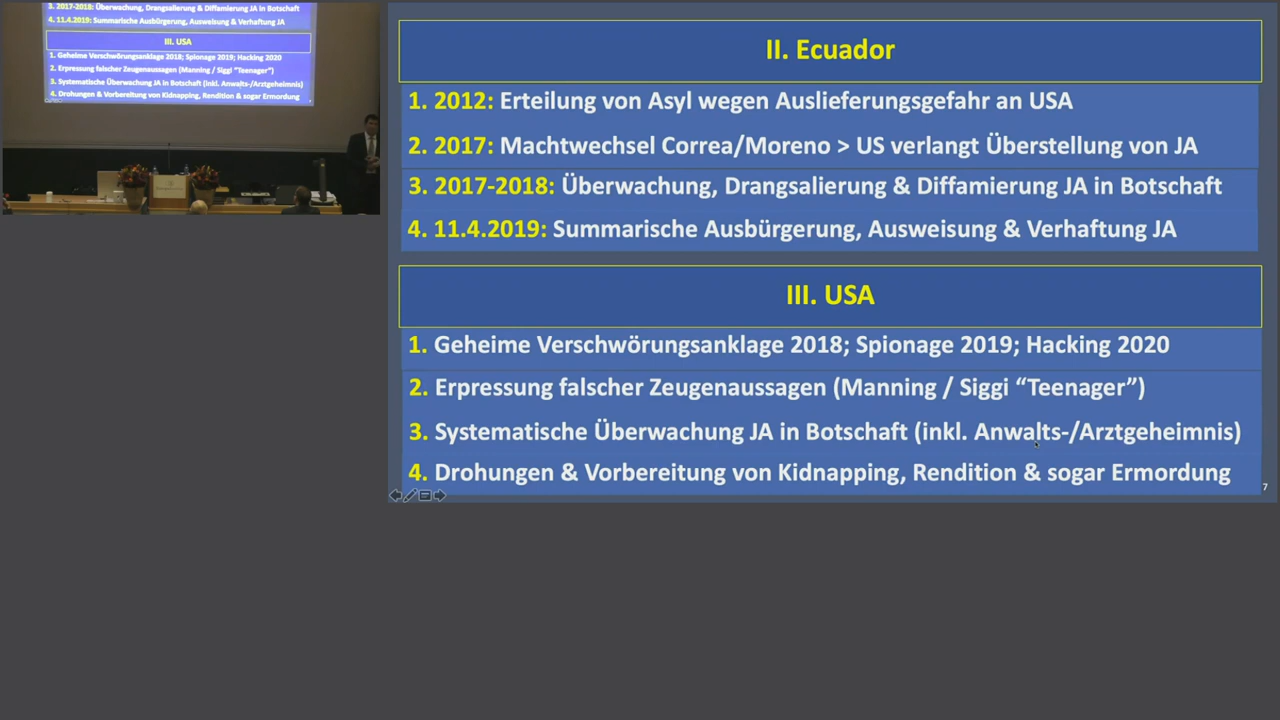 3. 2017-2018: Überwachung, Drangsalierung & Diffamierung JA in Botschaft
4. 11.4.2019: Summarische Ausbürgerung, Ausweisung & Verhaftung JA
III. USA
1. Geheime Verschwörungsanklage 2018; Spionage 2019; Hacking 2020
2. Erpressung falscher Zeugenaussagen (Manning / Siggi "Teenager")
3. Systematische Überwachung JA in Botschaft (inkl. Anwalts-/Arztgeheimnis)
4. Drohungen & Vorbereitung von Kidnapping, Rendition & sogar Ermordung
II. Ecuador
1. 2012: Erteilung von Asyl wegen Auslieferungsgefahr an USA
2. 2017: Machtwechsel Correa/Moreno > US verlangt Überstellung von JA
3. 2017-2018: Überwachung, Drangsalierung & Diffamierung JA in Botschaft
4. 11.4.2019: Summarische Ausbürgerung, Ausweisung & Verhaftung JA
III. USA
1. Geheime Verschwörungsanklage 2018; Spionage 2019; Hacking 2020
2. Erpressung falscher Zeugenaussagen (Manning / Siggi “Teenager”)
3. Systematische Überwachung JA in Botschaft (inkl. Anwalts-/Arztgeheimnis)
4. Drohungen & Vorbereitung von Kidnapping, Rendition & sogar Ermordung
7